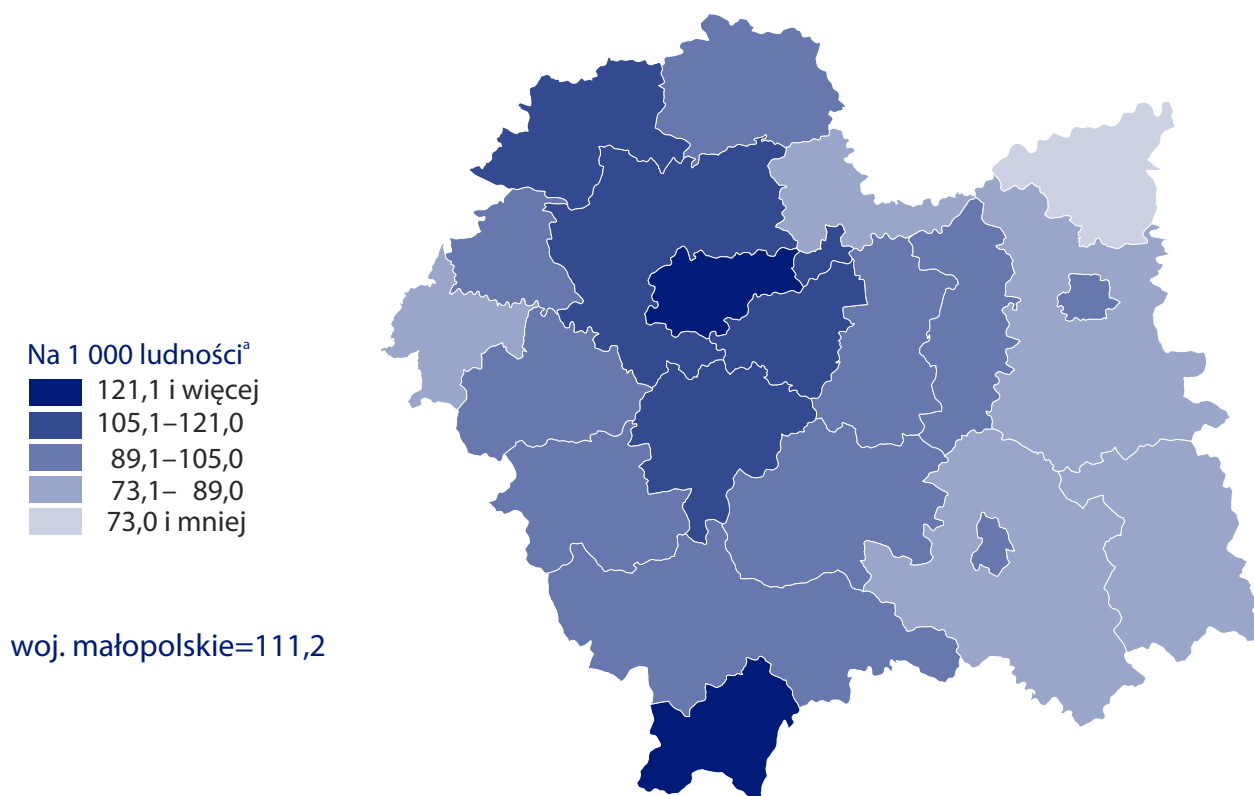 Na 1 000 ludnościᵃ
121,1 i więcej
105,1–121,0
89,1–105,0
73,1– 89,0
73,0 i mniej
woj. małopolskie=111,2